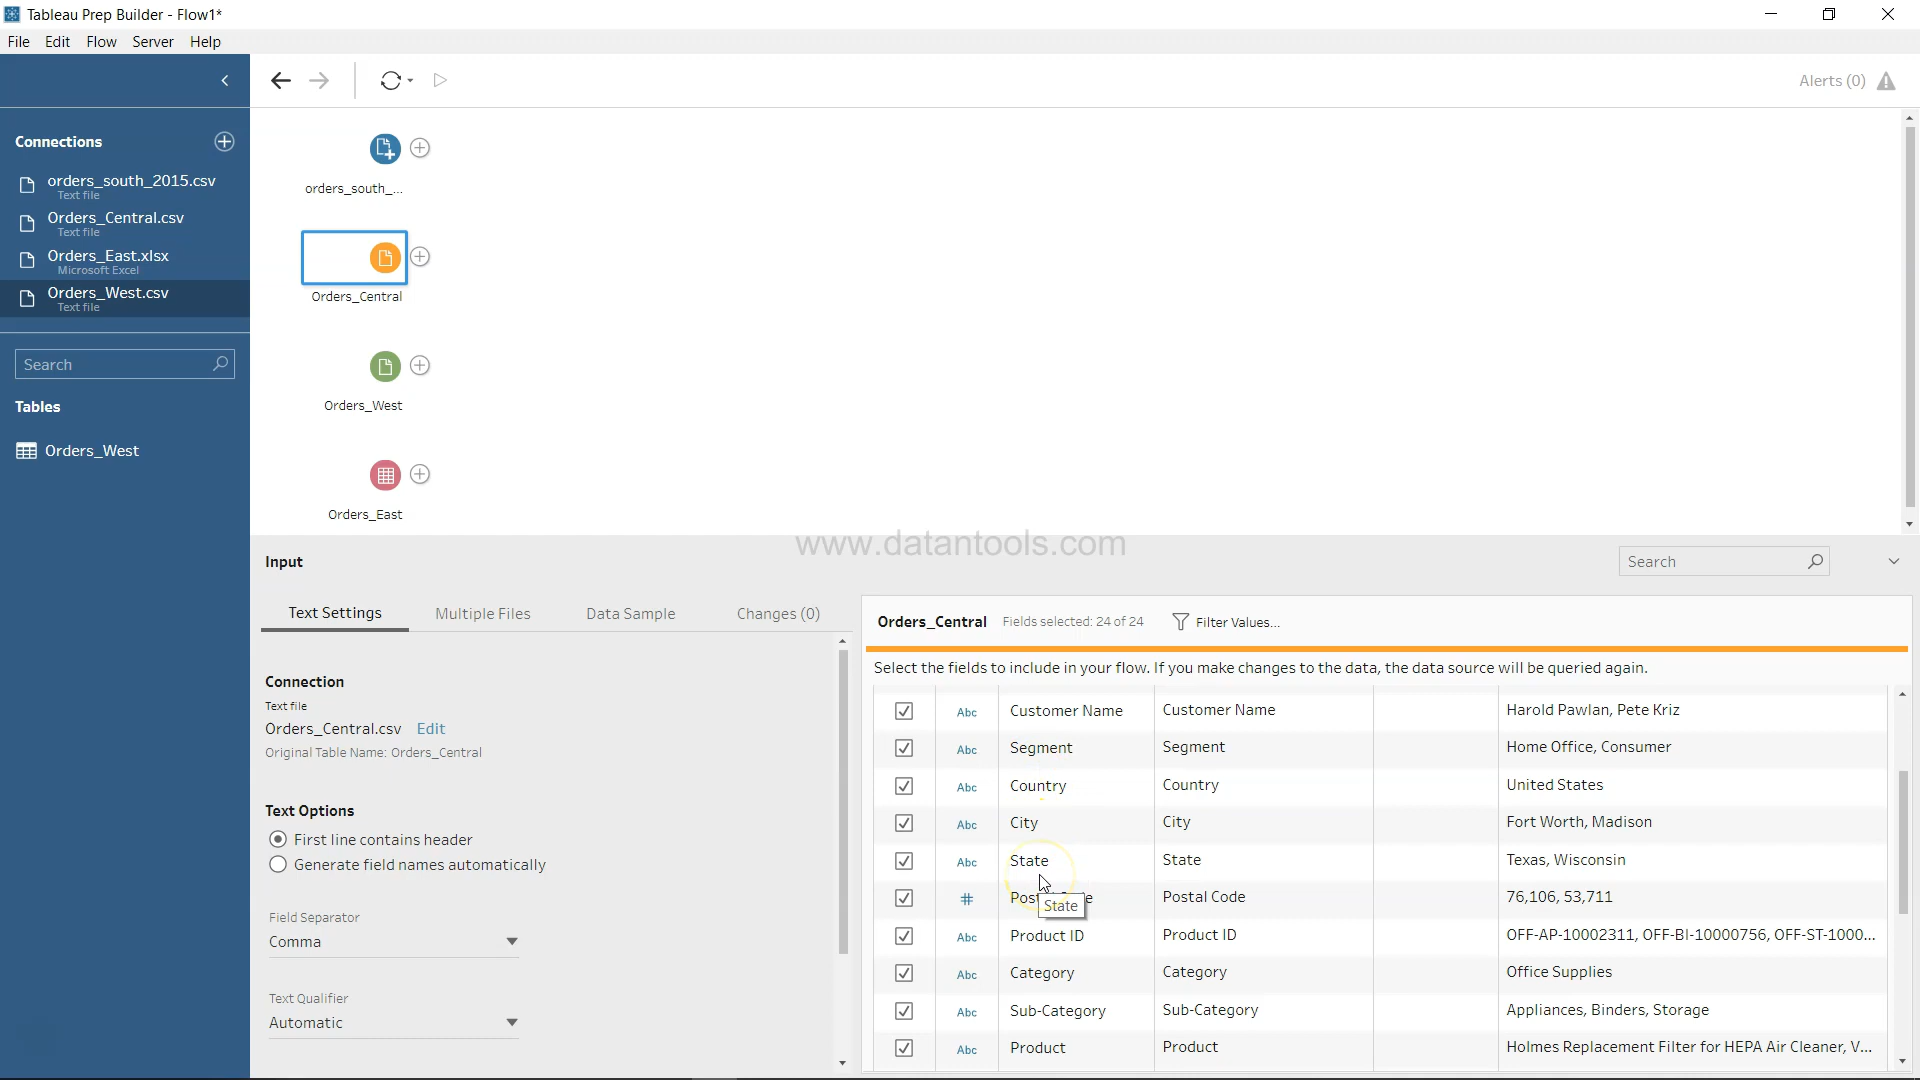 Tableau Prep Builder - Flow1*
File Edit Flow Server Help
Alerts (0)
Connections
orders_south_2015.csv
Text file
Orders_Central.csv
Text file
Orders_East.xlsx
Microsoft Excel
Orders_West.csv
Text file
Search
Tables
Orders_West
orders_south_...
Orders_Central
Orders_West
Orders_East
www.datantools.com
Input
Search
Text Settings Multiple Files Data Sample Changes (0)
Connection
Text file
Orders_Central.csv Edit
Original Table Name: Orders_Central
Text Options
First line contains header
Generate field names automatically
Field Separator
Comma
Text Qualifier
Automatic
Orders_Central Fields selected: 24 of 24 Filter Values...
Select the fields to include in your flow. If you make changes to the data, the data source will be queried again.
Abc Customer Name Customer Name Harold Pawlan, Pete Kriz
Abc Segment Segment Home Office, Consumer
Abc Country Country United States
Abc City City Fort Worth, Madison
Abc State State Texas, Wisconsin
# Postal Code 76,106, 53,711
State
Abc Product ID Product ID OFF-AP-10002311, OFF-BI-10000756, OFF-ST-1000...
Abc Category Category Office Supplies
Abc Sub-Category Sub-Category Appliances, Binders, Storage
Abc Product Product Holmes Replacement Filter for HEPA Air Cleaner, V...